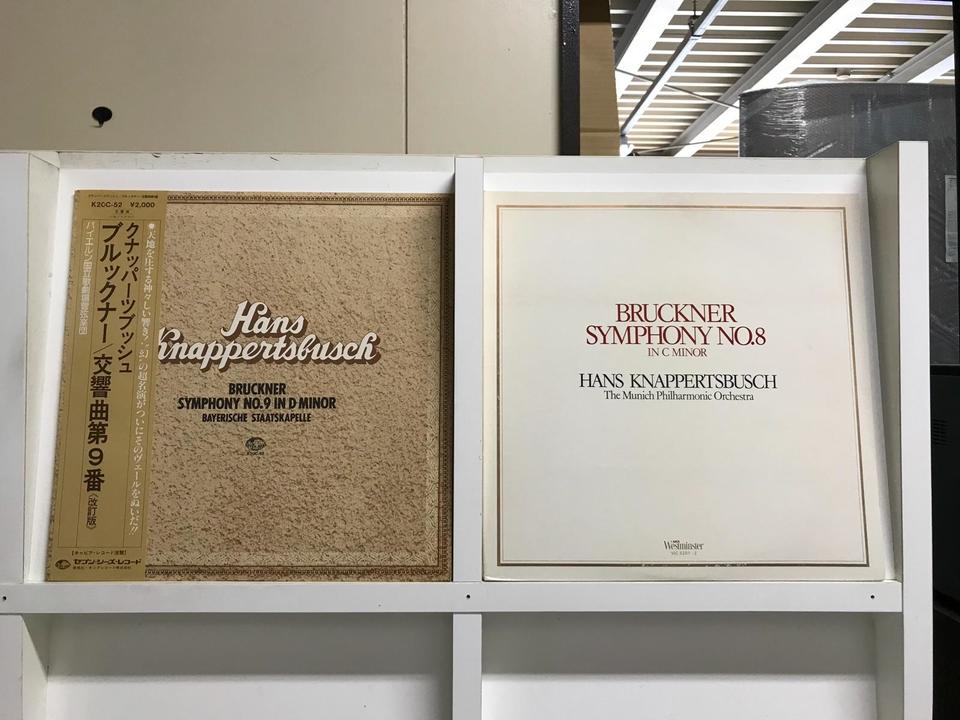 K20C-52 ¥2,000
クナッパーツブッシュ
ブルックナー/交響曲第9番〈改訂版〉
バイエルン国立歌劇場管弦楽団
セブン・シーズ・レコード
Hans
Knappertsbusch
BRUCKNER
SYMPHONY NO.9 IN D MINOR
BAYERISCHE STAATSKAPELLE
K20C-52
BRUCKNER
SYMPHONY NO.8
IN C MINOR
HANS KNAPPERTSBUSCH
The Munich Philharmonic Orchestra
Westminster